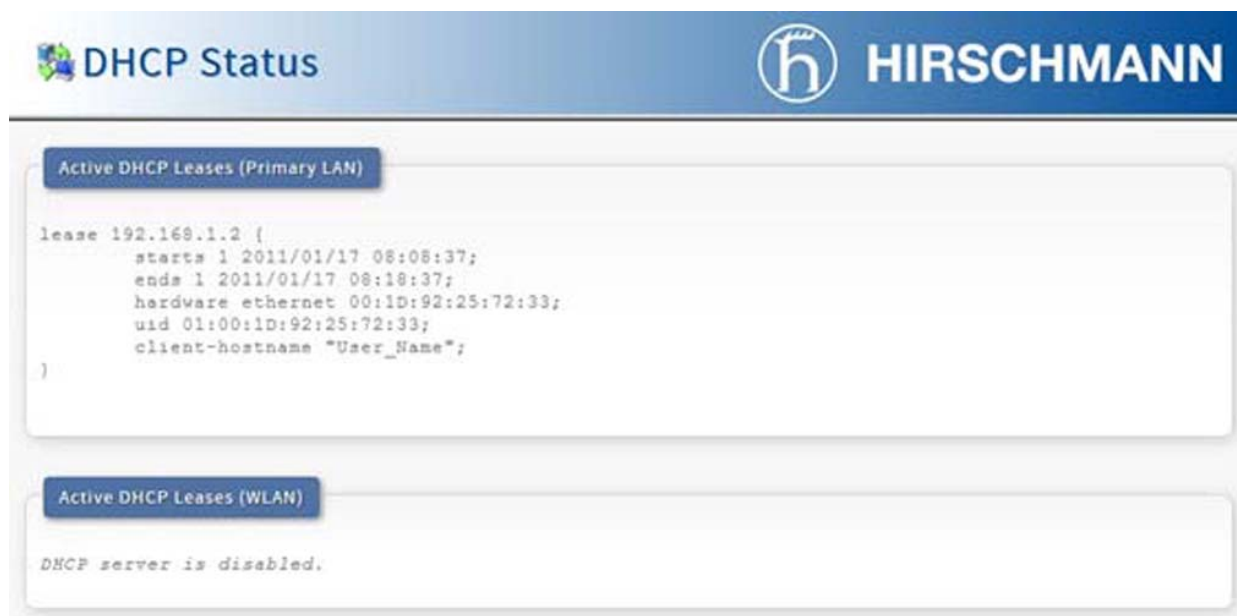 DHCP Status
HIRSCHMANN
Active DHCP Leases (Primary LAN)
lease 192.168.1.2 {
starts 1 2011/01/17 08:08:37;
ends 1 2011/01/17 08:18:37;
hardware ethernet 00:1D:92:25:72:33;
uid 01:00:1D:92:25:72:33;
client-hostname "User_Name";
}
Active DHCP Leases (WLAN)
DHCP server is disabled.